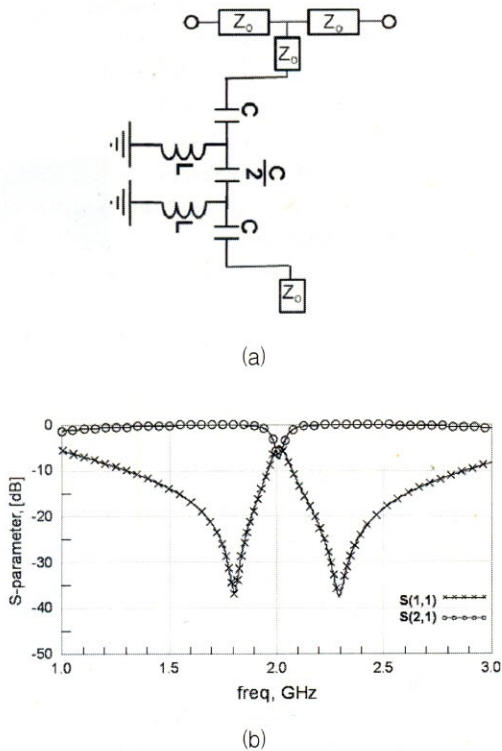 Z₀ Z₀
Z₀
C
L
C/2
L
C
Z₀
(a)
0
-10
-20
-30
-40
-50
S-parameter, [dB]
S(1,1)
S(2,1)
1.0 1.5 2.0 2.5 3.0
freq, GHz
(b)